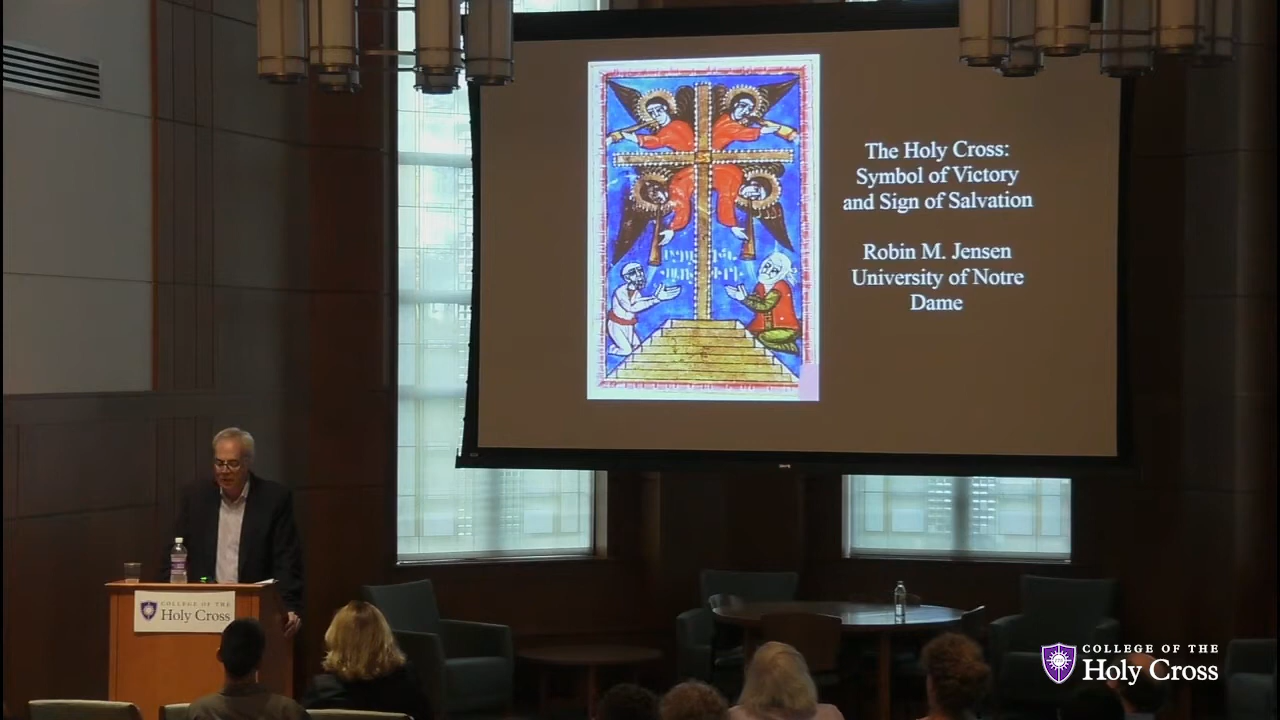 The Holy Cross:
Symbol of Victory
and Sign of Salvation
Robin M. Jensen
University of Notre
Dame
COLLEGE OF THE
Holy Cross
COLLEGE OF THE
Holy Cross